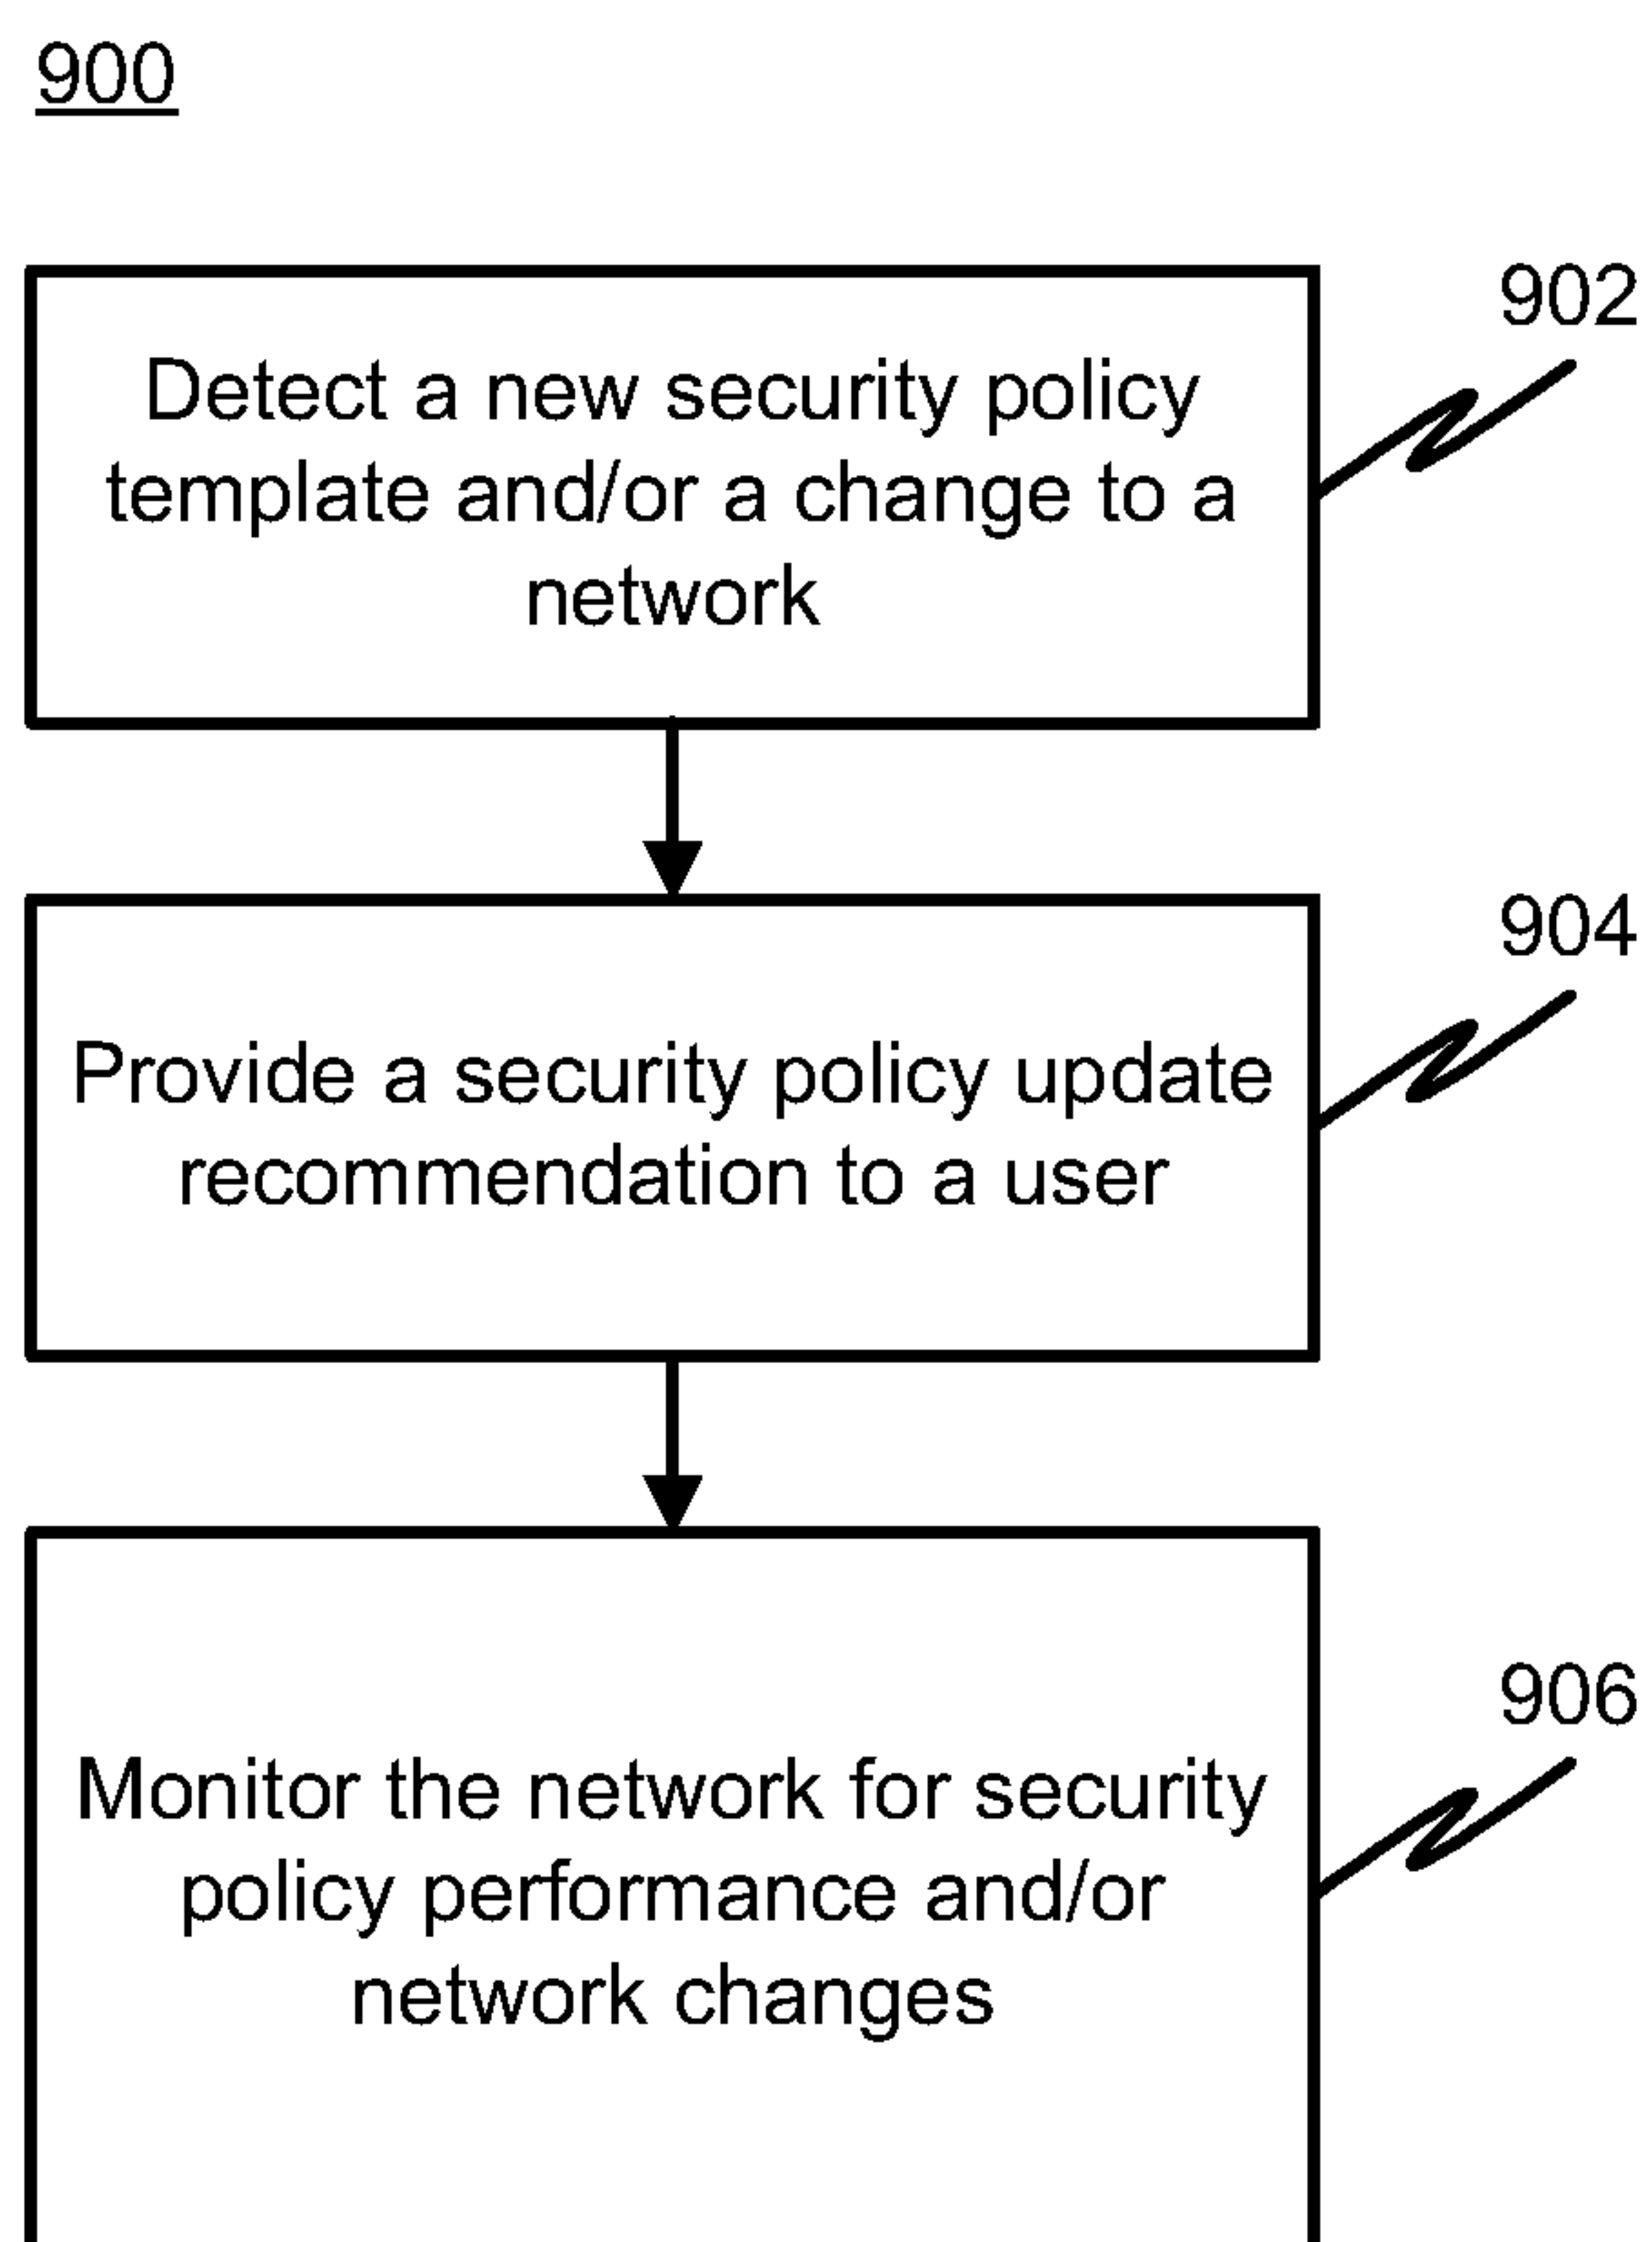 900
902
Detect a new security policy
template and/or a change to a
network
904
Provide a security policy update
recommendation to a user
906
Monitor the network for security
policy performance and/or
network changes